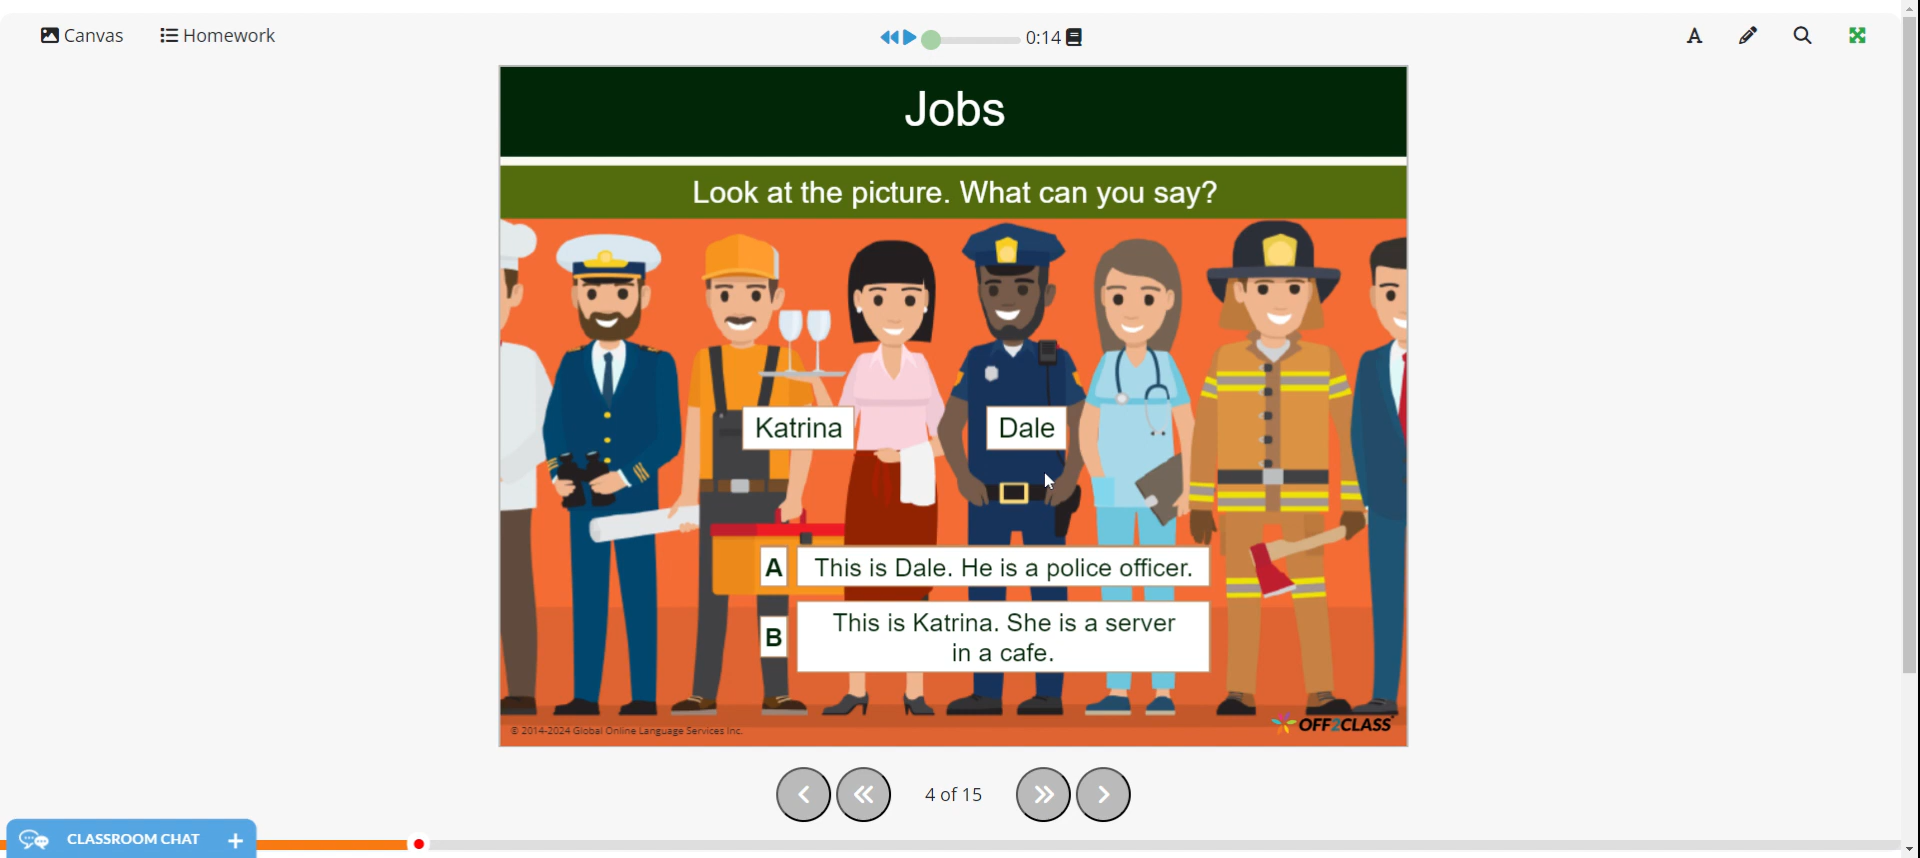 Canvas
Homework
0:14
A
Jobs
Look at the picture. What can you say?
Katrina
Dale
A
This is Dale. He is a police officer.
B
This is Katrina. She is a server
in a cafe.
© 2014-2024 Global Online Language Services Inc.
OFF2CLASS
4 of 15
CLASSROOM CHAT +